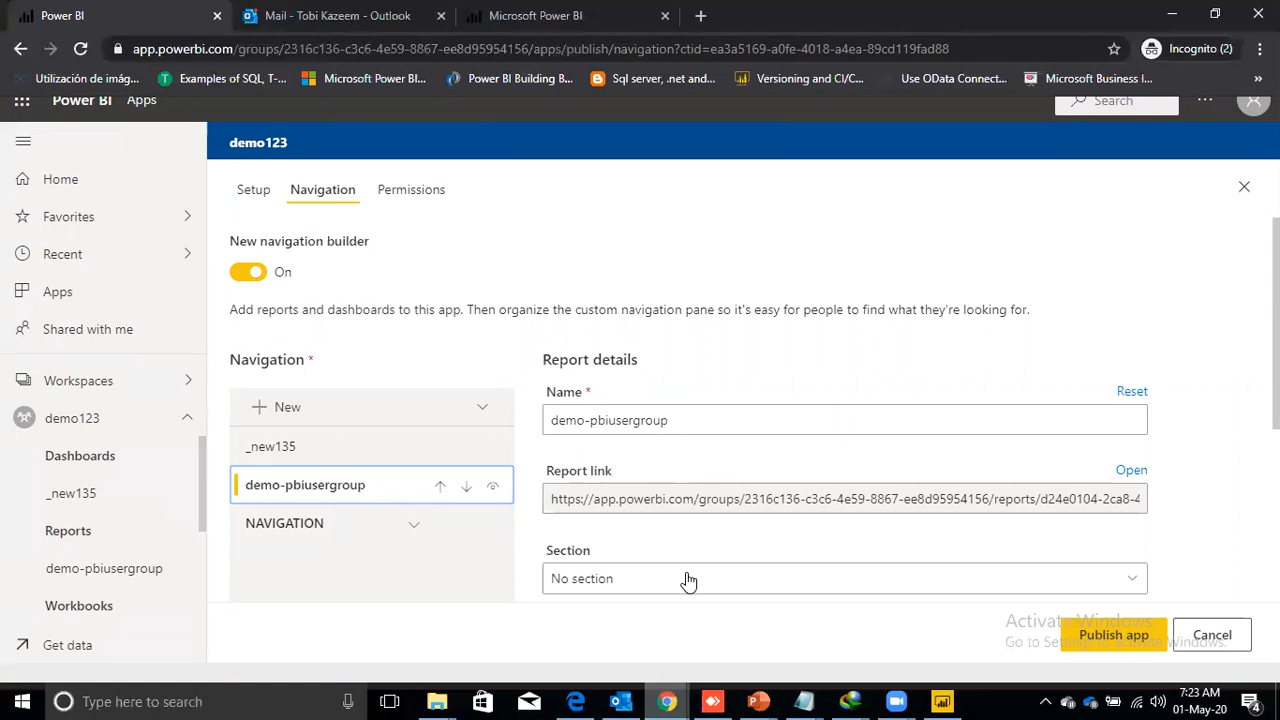 Power BI
Mail - Tobi Kazeem - Outlook
Microsoft Power BI
app.powerbi.com/groups/2316c136-c3c6-4e59-8867-ee8d95954156/apps/publish/navigation?ctid=ea3a5169-a0fe-4018-a4ea-89cd119fad88
Incognito (2)
Utilización de imág...
Examples of SQL, T-...
Microsoft Power BI...
Power BI Building B...
Sql server, .net and...
Versioning and CI/C...
Use OData Connect...
Microsoft Business I...
»
Power BI
Apps
Search
demo123
Home
Favorites
Recent
Apps
Shared with me
Workspaces
demo123
Dashboards
_new135
Reports
demo-pbiusergroup
Workbooks
Get data
Setup
Navigation
Permissions
New navigation builder
On
Add reports and dashboards to this app. Then organize the custom navigation pane so it's easy for people to find what they're looking for.
Navigation *
New
_new135
demo-pbiusergroup
NAVIGATION
Report details
Name *
Reset
demo-pbiusergroup
Report link
Open
https://app.powerbi.com/groups/2316c136-c3c6-4e59-8867-ee8d95954156/reports/d24e0104-2ca8-4
Section
No section
Activate Windows
Go to Settings to activate Windows.
Publish app
Cancel
Type here to search
7:23 AM
01-May-20
4